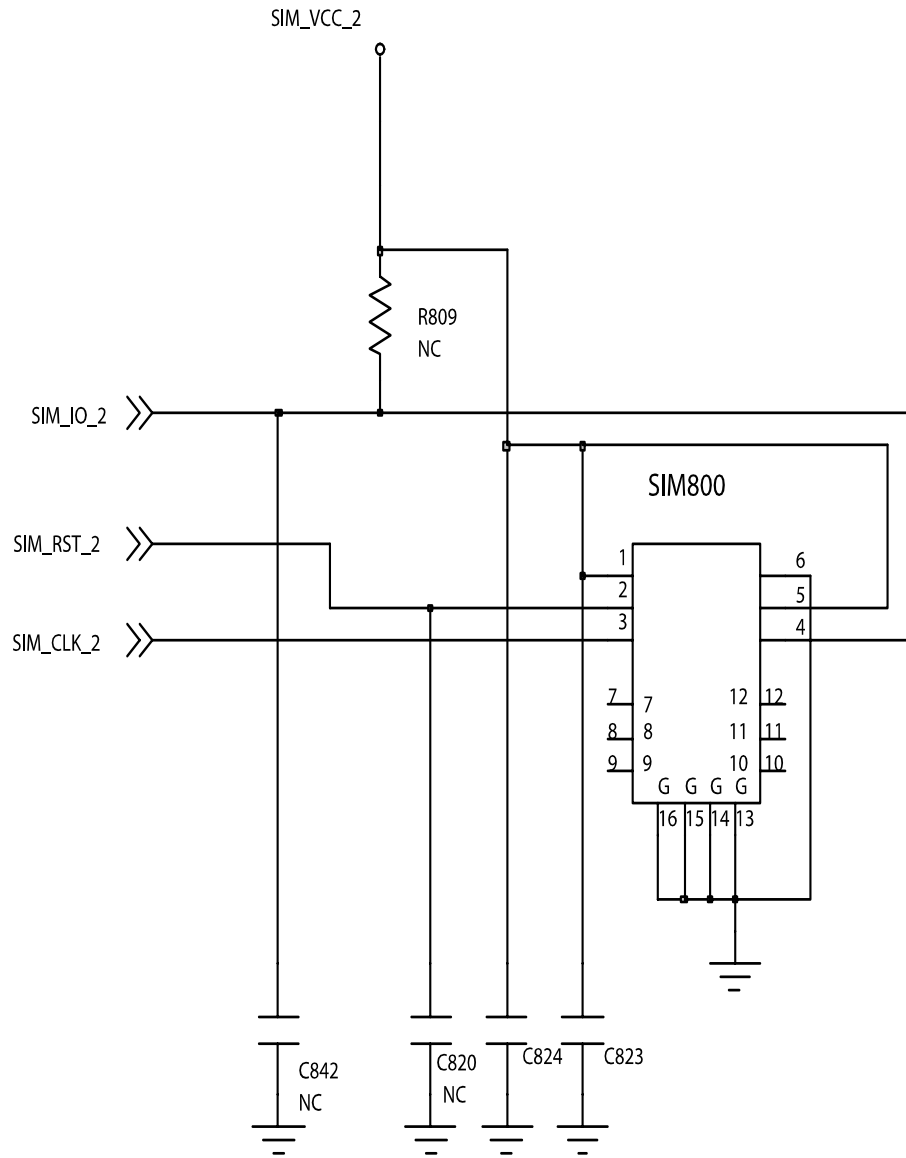 SIM_VCC_2
R809
NC
SIM_IO_2
SIM800
SIM_RST_2
1
6
2
5
3
4
SIM_CLK_2
7 7
12 12
8 8
11 11
9 9
10 10
G G G G
16 15 14 13
C842
NC
C820
NC
C824
C823